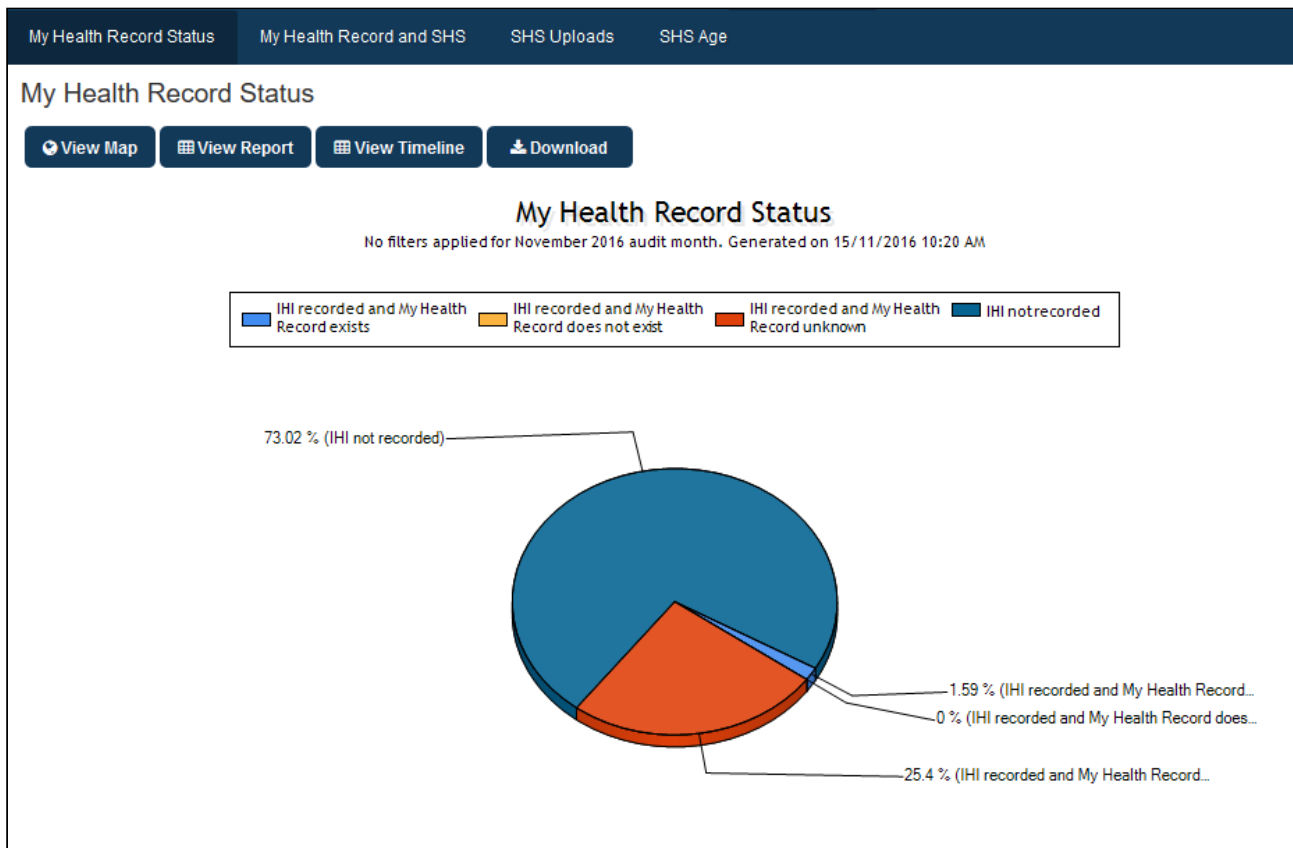 My Health Record Status My Health Record and SHS SHS Uploads SHS Age
My Health Record Status
View Map View Report View Timeline Download
My Health Record Status
No filters applied for November 2016 audit month. Generated on 15/11/2016 10:20 AM
IHI recorded and My Health Record exists
IHI recorded and My Health Record does not exist
IHI recorded and My Health Record unknown
IHI not recorded
73.02 % (IHI not recorded)
1.59 % (IHI recorded and My Health Record...
0 % (IHI recorded and My Health Record does...
25.4 % (IHI recorded and My Health Record...